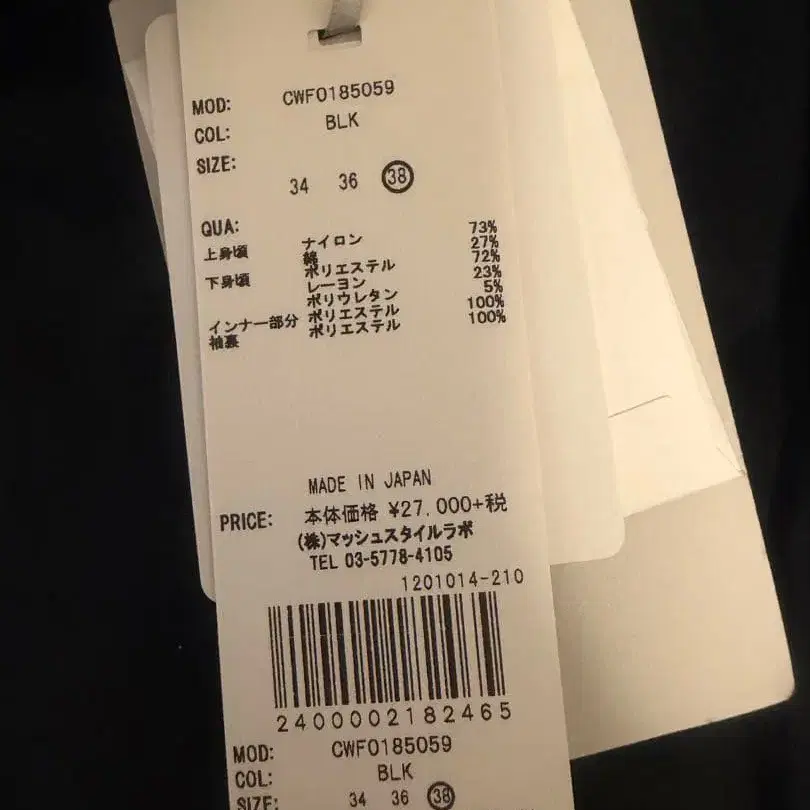 MOD: CWF0185059
COL: BLK
SIZE:
34 36 38
QUA:
上身頃 ナイロン 73%
綿 27%
下身頃 ポリエステル 72%
レーヨン 23%
ポリウレタン 5%
インナー部分 ポリエステル 100%
袖裏 ポリエステル 100%
MADE IN JAPAN
PRICE: 本体価格 ¥27,000+税
(株)マッシュスタイルラボ
TEL 03-5778-4105
1201014-210
2400002182465
MOD: CWF0185059
COL: BLK
SIZE: 34 36 38